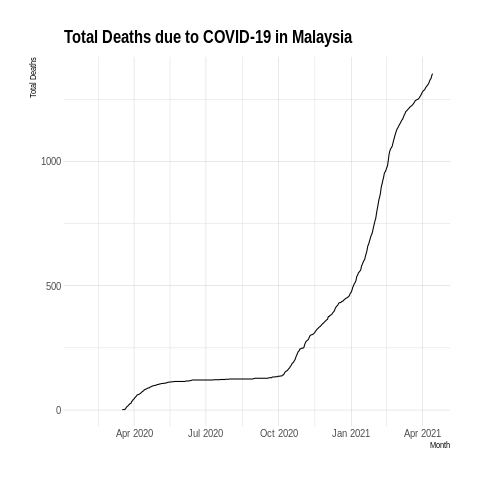 Total Deaths due to COVID-19 in Malaysia
Total Deaths
1000
500
0
Apr 2020 Jul 2020 Oct 2020 Jan 2021 Apr 2021
Month